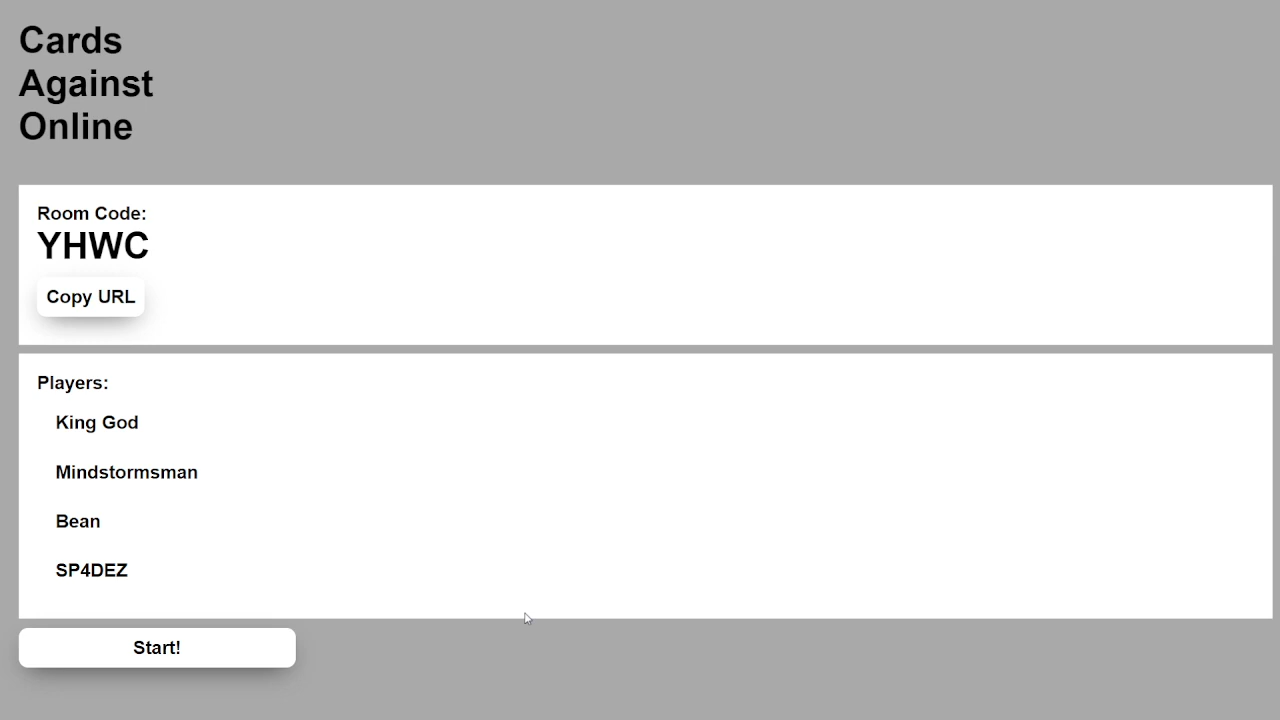 Cards
Against
Online
Room Code:
YHWC
Copy URL
Players:
King God
Mindstormsman
Bean
SP4DEZ
Start!